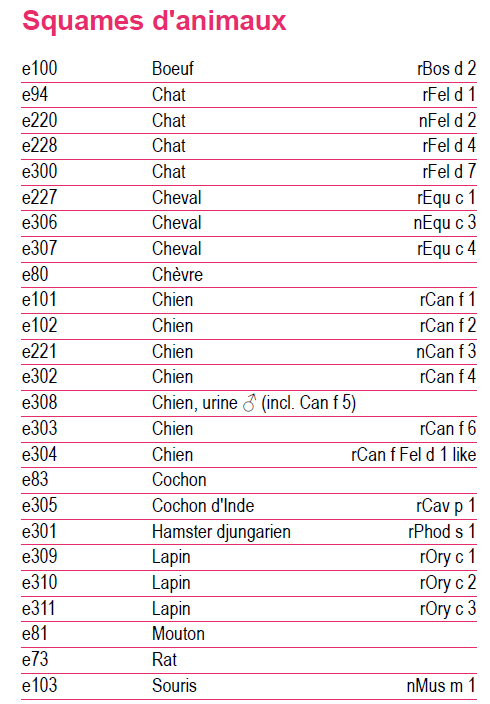 Squames d'animaux
e100 Boeuf rBos d 2
e94 Chat rFel d 1
e220 Chat nFel d 2
e228 Chat rFel d 4
e300 Chat rFel d 7
e227 Cheval rEqu c 1
e306 Cheval nEqu c 3
e307 Cheval rEqu c 4
e80 Chèvre
e101 Chien rCan f 1
e102 Chien rCan f 2
e221 Chien nCan f 3
e302 Chien rCan f 4
e308 Chien, urine ♂ (incl. Can f 5)
e303 Chien rCan f 6
e304 Chien rCan f Fel d 1 like
e83 Cochon
e305 Cochon d'Inde rCav p 1
e301 Hamster djungarien rPhod s 1
e309 Lapin rOry c 1
e310 Lapin rOry c 2
e311 Lapin rOry c 3
e81 Mouton
e73 Rat
e103 Souris nMus m 1